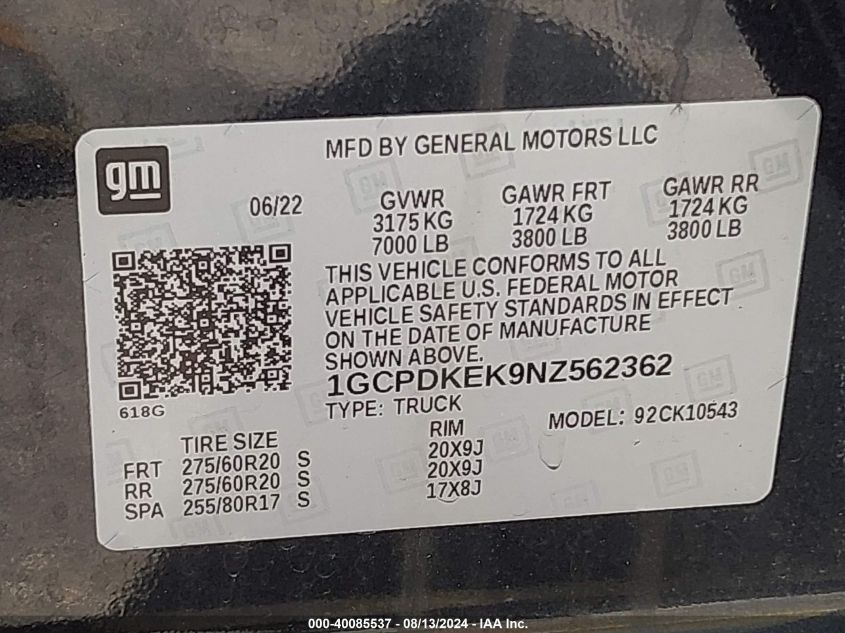 gm
MFD BY GENERAL MOTORS LLC
06/22
GVWR
3175 KG
7000 LB
GAWR FRT
1724 KG
3800 LB
GAWR RR
1724 KG
3800 LB
THIS VEHICLE CONFORMS TO ALL
APPLICABLE U.S. FEDERAL MOTOR
VEHICLE SAFETY STANDARDS IN EFFECT
ON THE DATE OF MANUFACTURE
SHOWN ABOVE.
1GCPDKEK9NZ562362
TYPE: TRUCK
MODEL: 92CK10543
618G
TIRE SIZE RIM
FRT 275/60R20 S 20X9J
RR 275/60R20 S 20X9J
SPA 255/80R17 S 17X8J
000-40085537 - 08/13/2024 - IAA Inc.